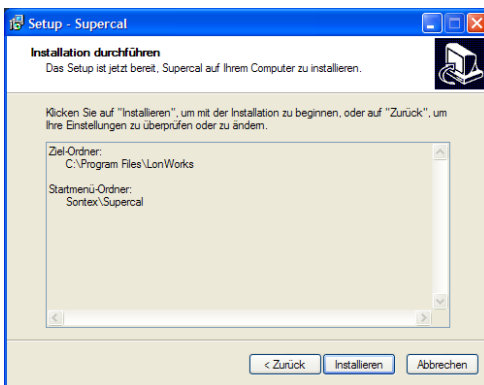 Setup - Supercal
Installation durchführen
Das Setup ist jetzt bereit, Supercal auf Ihrem Computer zu installieren.
Klicken Sie auf "Installieren", um mit der Installation zu beginnen, oder auf "Zurück", um
Ihre Einstellungen zu überprüfen oder zu ändern.
Ziel-Ordner:
C:\Program Files\LonWorks
Startmenü-Ordner:
Sontex\Supercal
< Zurück
Installieren
Abbrechen